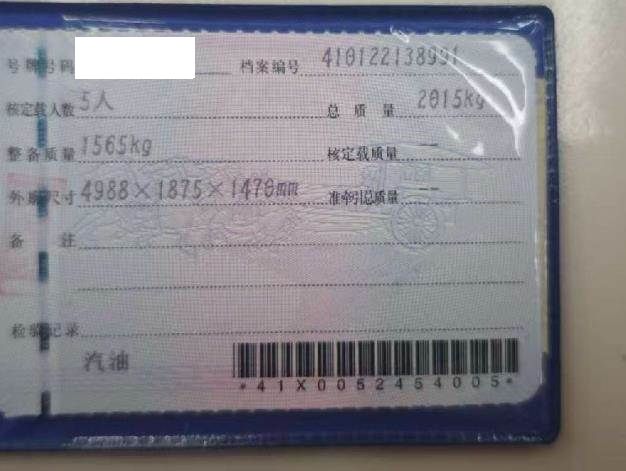 号牌号码 档案编号 410122138991
核定载人数 5人 总质量 2015kg
整备质量 1565kg 核定载质量 --
外廓尺寸 4988×1875×1470mm 准牵引总质量 --
备注
检验记录
汽油
*41X0052454005*